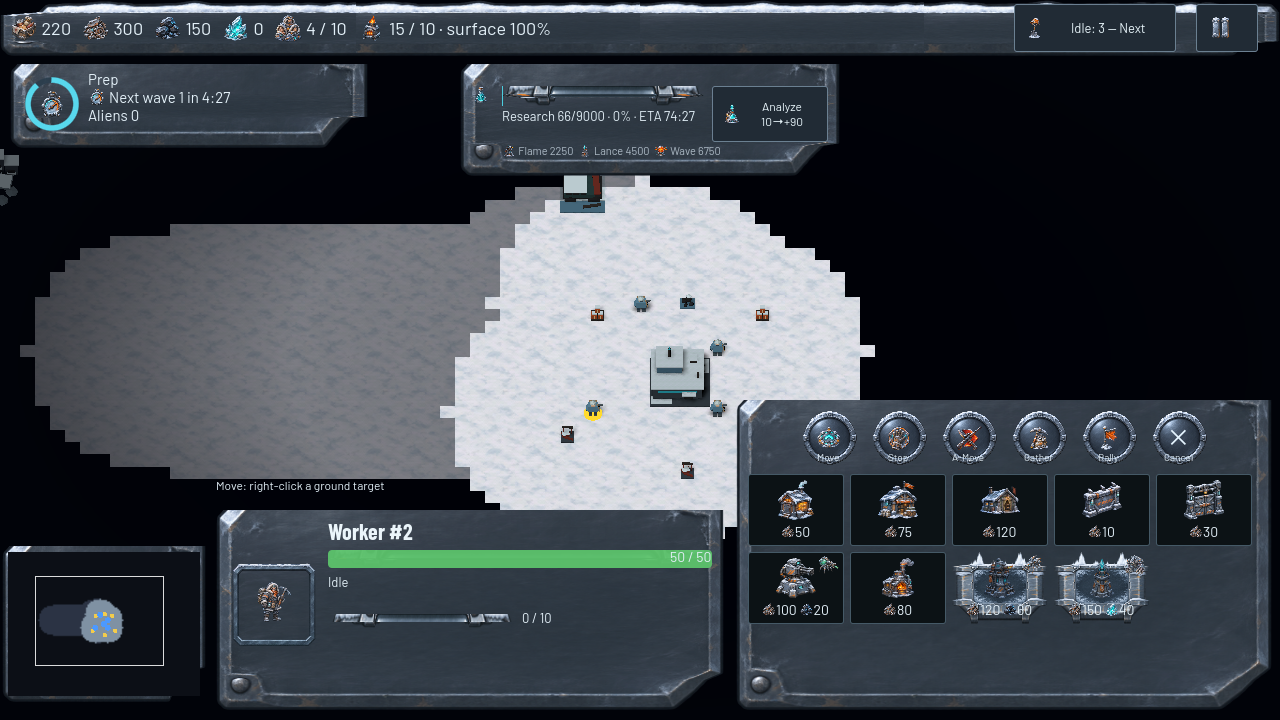 220 300 150 0 4 / 10 15 / 10 · surface 100%
Idle: 3 — Next
Prep
Next wave 1 in 4:27
Aliens 0
Research 66/9000 · 0% · ETA 74:27
Analyze
10→+90
Flame 2250 Lance 4500 Wave 6750
Move Stop A-Move Gather Rally Cancel
50 75 120 10 30
100 20 80 120 60 150 40
Move: right-click a ground target
Worker #2
50 / 50
Idle
0 / 10